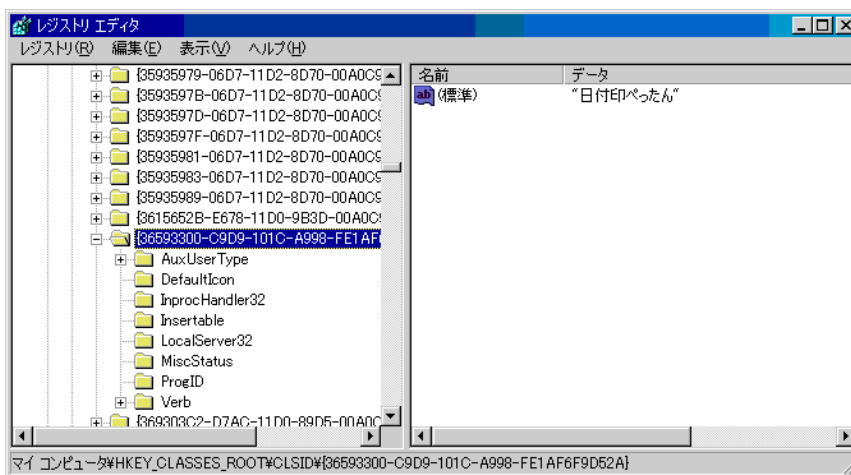 レジストリ エディタ
レジストリ(R) 編集(E) 表示(V) ヘルプ(H)
{35935979-06D7-11D2-8D70-00A0C9
{3593597B-06D7-11D2-8D70-00A0C9
{3593597D-06D7-11D2-8D70-00A0C9
{3593597F-06D7-11D2-8D70-00A0C9
{35935981-06D7-11D2-8D70-00A0C9
{35935983-06D7-11D2-8D70-00A0C9
{35935989-06D7-11D2-8D70-00A0C9
{3615652B-E678-11D0-9B3D-00A0C9
{36593300-C9D9-101C-A998-FE1AF
AuxUserType
DefaultIcon
InprocHandler32
Insertable
LocalServer32
MiscStatus
ProgID
Verb
{369303C2-D7AC-11D0-89D5-00A0C
名前 データ
ab (標準) "日付印ぺったん"
マイ コンピュータ¥HKEY_CLASSES_ROOT¥CLSID¥{36593300-C9D9-101C-A998-FE1AF6F9D52A}